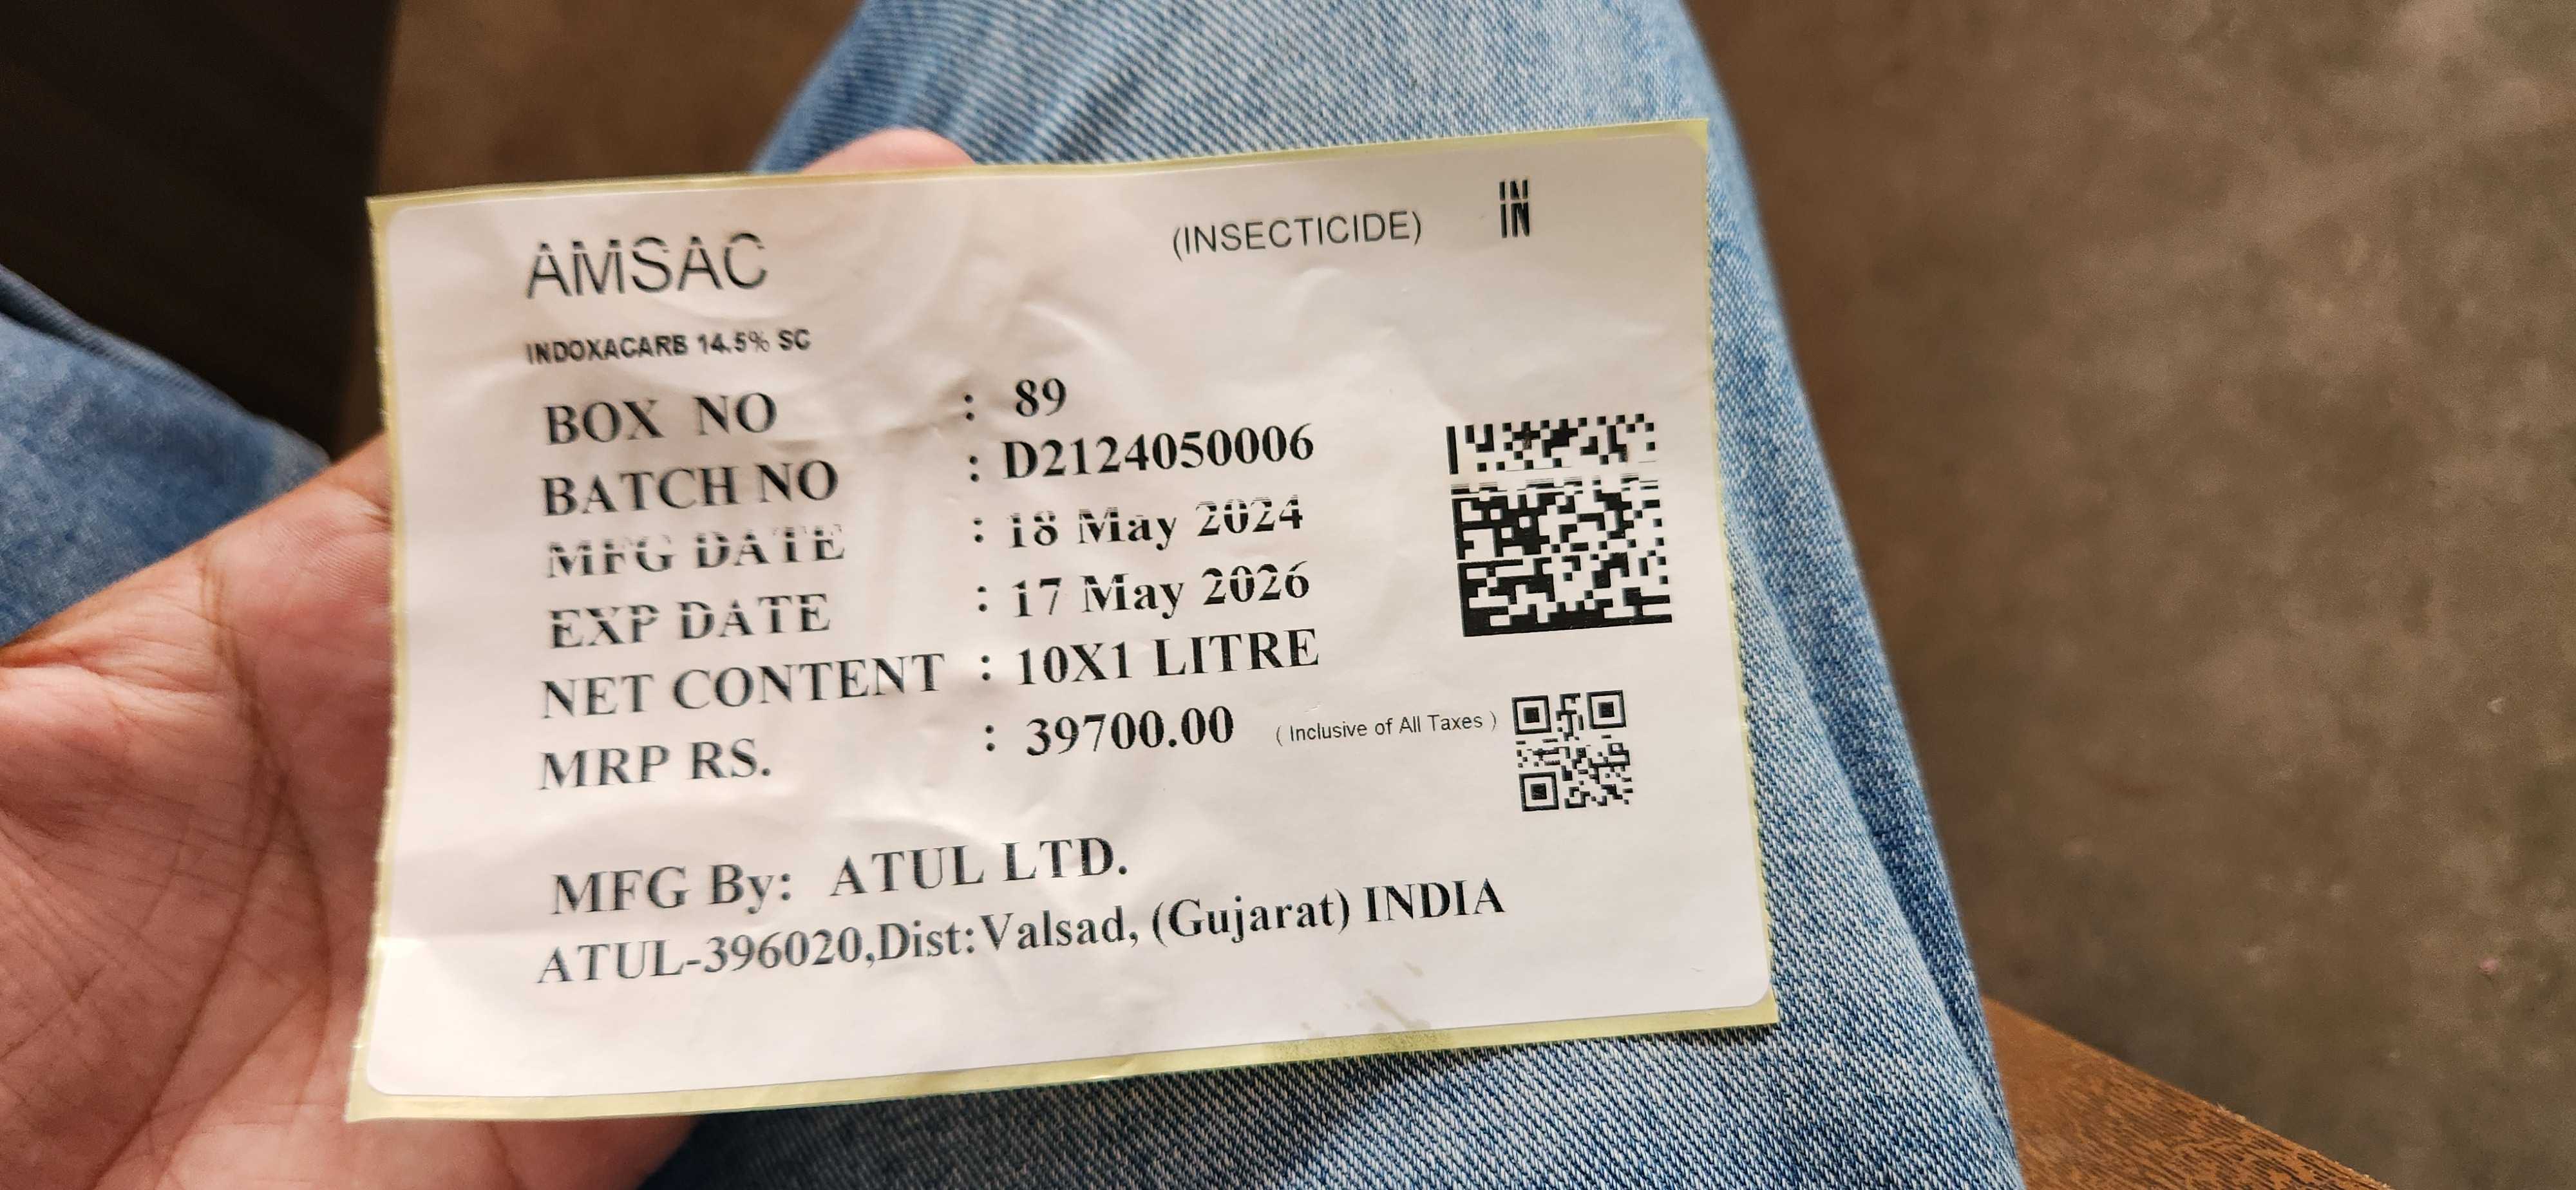 AMSAC (INSECTICIDE) IN
INDOXACARB 14.5% SC
BOX NO : 89
BATCH NO : D2124050006
MFG DATE : 18 May 2024
EXP DATE : 17 May 2026
NET CONTENT : 10X1 LITRE
MRP RS. : 39700.00 ( Inclusive of All Taxes )
MFG By: ATUL LTD.
ATUL-396020,Dist:Valsad, (Gujarat) INDIA